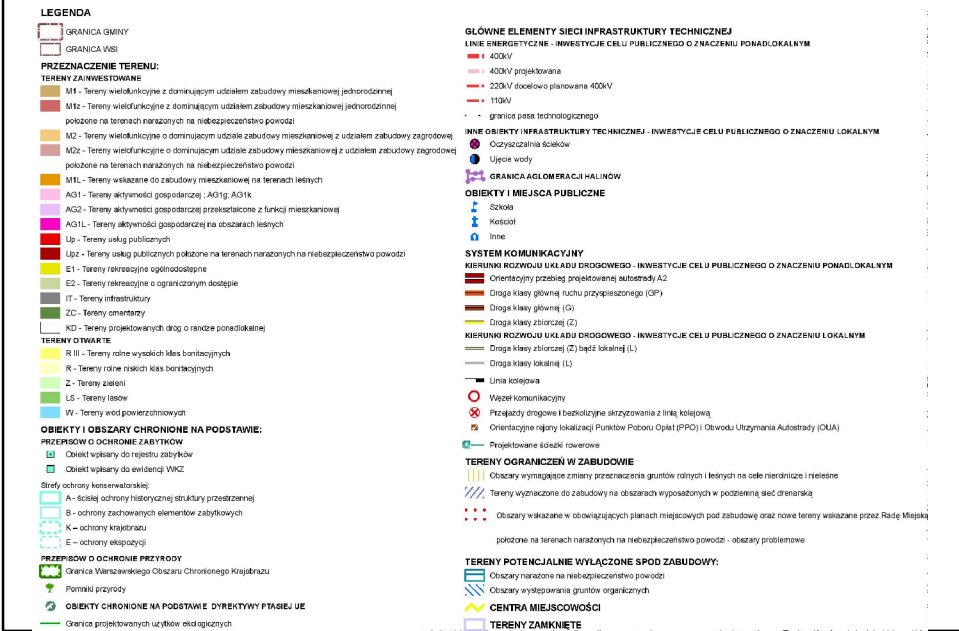 LEGENDA
GRANICA GMINY
GRANICA WSI
PRZEZNACZENIE TERENU:
TERENY ZAINWESTOWANE
M1 - Tereny wielofunkcyjne z dominującym udziałem zabudowy mieszkaniowej jednorodzinnej
M1z - Tereny wielofunkcyjne z dominującym udziałem zabudowy mieszkaniowej jednorodzinnej
położone na terenach narażonych na niebezpieczeństwo powodzi
M2 - Tereny wielofunkcyjne o dominującym udziale zabudowy mieszkaniowej z udziałem zabudowy zagrodowej
M2z - Tereny wielofunkcyjne o dominującym udziale zabudowy mieszkaniowej z udziałem zabudowy zagrodowej
położone na terenach narażonych na niebezpieczeństwo powodzi
M1L - Tereny wskazane do zabudowy mieszkaniowej na terenach leśnych
AG1 - Tereny aktywności gospodarczej ; AG1g; AG1k
AG2 - Tereny aktywności gospodarczej przekształcone z funkcji mieszkaniowej
AG1L - Tereny aktywności gospodarczej na obszarach leśnych
Up - Tereny usług publicznych
Upz - Tereny usług publicznych położone na terenach narażonych na niebezpieczeństwo powodzi
E1 - Tereny rekreacyjne ogólnodostępne
E2 - Tereny rekreacyjne o ograniczonym dostępie
IT - Tereny infrastruktury
ZC - Tereny cmentarzy
KD - Tereny projektowanych dróg o randze ponadlokalnej
TERENY OTWARTE
R III - Tereny rolne wysokich klas bonitacyjnych
R - Tereny rolne niskich klas bonitacyjnych
Z - Tereny zieleni
LS - Tereny lasów
W - Tereny wód powierzchniowych
OBIEKTY I OBSZARY CHRONIONE NA PODSTAWIE:
PRZEPISÓW O OCHRONIE ZABYTKÓW
Obiekt wpisany do rejestru zabytków
Obiekt wpisany do ewidencji WKZ
Strefy ochrony konserwatorskiej:
A - ścisłej ochrony historycznej struktury przestrzennej
B - ochrony zachowanych elementów zabytkowych
K – ochrony krajobrazu
E – ochrony ekspozycji
PRZEPISÓW O OCHRONIE PRZYRODY
Granica Warszawskiego Obszaru Chronionego Krajobrazu
Pomniki przyrody
OBIEKTY CHRONIONE NA PODSTAWIE DYREKTYWY PTASIEJ UE
Granica projektowanych użytków ekologicznych
GŁÓWNE ELEMENTY SIECI INFRASTRUKTURY TECHNICZNEJ
LINIE ENERGETYCZNE - INWESTYCJE CELU PUBLICZNEGO O ZNACZENIU PONADLOKALNYM
400kV
400kV projektowana
220kV docelowo planowana 400kV
110kV
granica pasa technologicznego
INNE OBIEKTY INFRASTRUKTURY TECHNICZNEJ - INWESTYCJE CELU PUBLICZNEGO O ZNACZENIU LOKALNYM
Oczyszczalnia ścieków
Ujęcie wody
GRANICA AGLOMERACJI HALINÓW
OBIEKTY I MIEJSCA PUBLICZNE
Szkoła
Kościół
Inne
SYSTEM KOMUNIKACYJNY
KIERUNKI ROZWOJU UKŁADU DROGOWEGO - INWESTYCJE CELU PUBLICZNEGO O ZNACZENIU PONADLOKALNYM
Orientacyjny przebieg projektowanej autostrady A2
Droga klasy głównej ruchu przyspieszonego (GP)
Droga klasy głównej (G)
Droga klasy zbiorczej (Z)
KIERUNKI ROZWOJU UKŁADU DROGOWEGO - INWESTYCJE CELU PUBLICZNEGO O ZNACZENIU LOKALNYM
Droga klasy zbiorczej (Z) bądź lokalnej (L)
Droga klasy lokalnej (L)
Linia kolejowa
Węzeł komunikacyjny
Przejazdy drogowe i bezkolizyjne skrzyżowania z linią kolejową
Orientacyjne rejony lokalizacji Punktów Poboru Opłat (PPO) i Obwodu Utrzymania Autostrady (OUA)
Projektowane ścieżki rowerowe
TERENY OGRANICZEŃ W ZABUDOWIE
Obszary wymagające zmiany przeznaczenia gruntów rolnych i leśnych na cele nierolnicze i nieleśne
Tereny wyznaczone do zabudowy na obszarach wyposażonych w podziemną sieć drenarską
Obszary wskazane w obowiązujących planach miejscowych pod zabudowę oraz nowe tereny wskazane przez Radę Miejską
położone na terenach narażonych na niebezpieczeństwo powodzi - obszary problemowe
TERENY POTENCJALNIE WYŁĄCZONE SPOD ZABUDOWY:
Obszary narażone na niebezpieczeństwo powodzi
Obszary występowania gruntów organicznych
CENTRA MIEJSCOWOŚCI
TERENY ZAMKNIĘTE